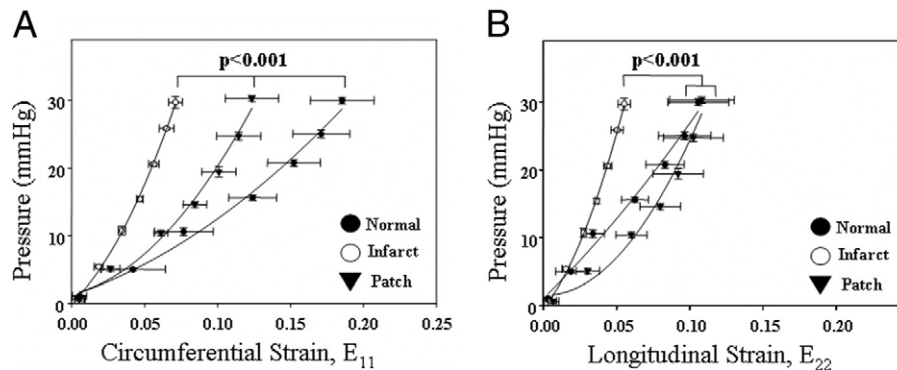 A
p<0.001
Pressure (mmHg)
30
20
10
0
Normal
Infarct
Patch
0.00 0.05 0.10 0.15 0.20 0.25
Circumferential Strain, E11
B
p<0.001
Pressure (mmHg)
30
20
10
0
Normal
Infarct
Patch
0.00 0.05 0.10 0.15 0.20
Longitudinal Strain, E22